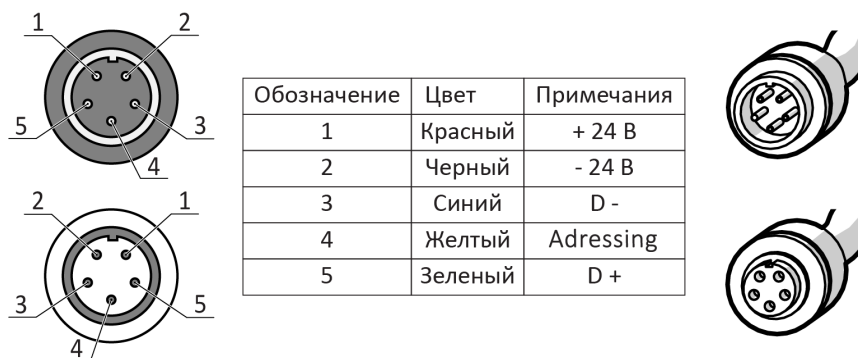 1 2
5 3
4
2 1
3 5
4
Обозначение Цвет Примечания
1 Красный + 24 В
2 Черный - 24 В
3 Синий D -
4 Желтый Adressing
5 Зеленый D +